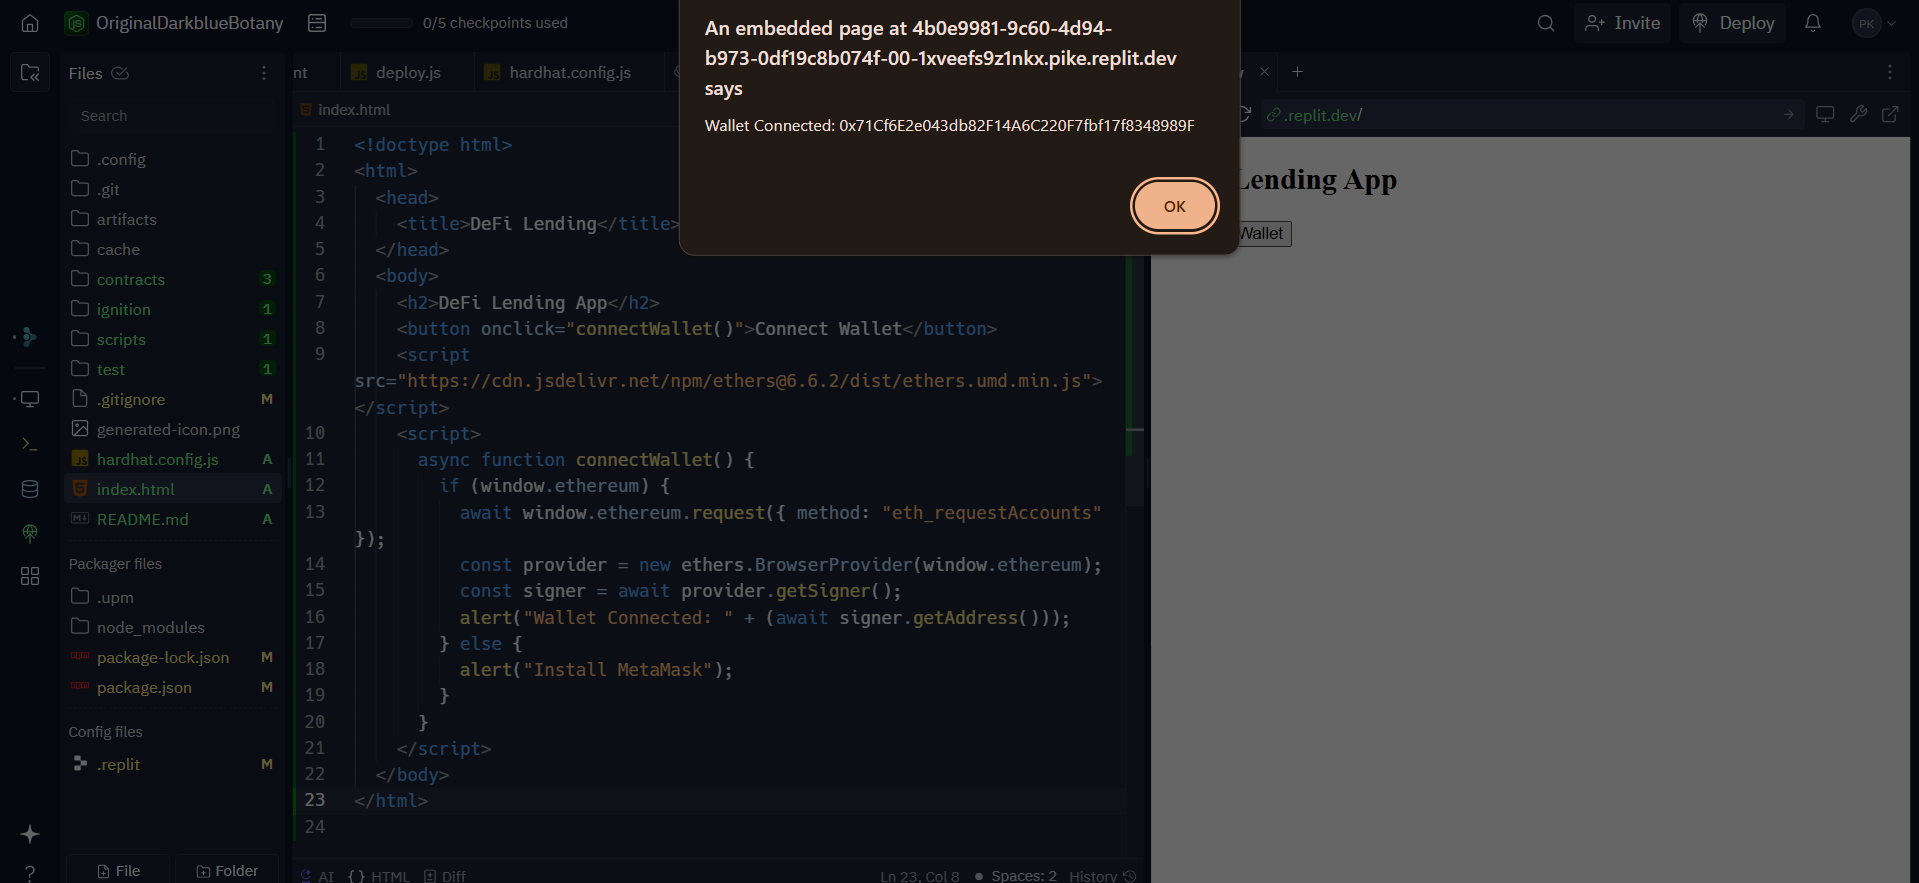 OriginalDarkblueBotany
0/5 checkpoints used
Invite
Deploy
PK
An embedded page at 4b0e9981-9c60-4d94-
b973-0df19c8b074f-00-1xveefs9z1nkx.pike.replit.dev
says
Wallet Connected: 0x71Cf6E2e043db82F14A6C220F7fbf17f8348989F
OK
Files
Search
.config
.git
artifacts
cache
contracts 3
ignition 1
scripts 1
test 1
.gitignore M
generated-icon.png
hardhat.config.js A
index.html A
README.md A
Packager files
.upm
node_modules
package-lock.json M
package.json M
Config files
.replit M
File
Folder
nt
deploy.js
hardhat.config.js
index.html
1 <!doctype html>
2 <html>
3 <head>
4 <title>DeFi Lending</title>
5 </head>
6 <body>
7 <h2>DeFi Lending App</h2>
8 <button onclick="connectWallet()">Connect Wallet</button>
9 <script
src="https://cdn.jsdelivr.net/npm/ethers@6.6.2/dist/ethers.umd.min.js">
</script>
10 <script>
11 async function connectWallet() {
12 if (window.ethereum) {
13 await window.ethereum.request({ method: "eth_requestAccounts"
});
14 const provider = new ethers.BrowserProvider(window.ethereum);
15 const signer = await provider.getSigner();
16 alert("Wallet Connected: " + (await signer.getAddress()));
17 } else {
18 alert("Install MetaMask");
19 }
20 }
21 </script>
22 </body>
23 </html>
24
AI
{} HTML
Diff
Ln 23, Col 8
Spaces: 2
History
.replit.dev/
Lending App
Wallet